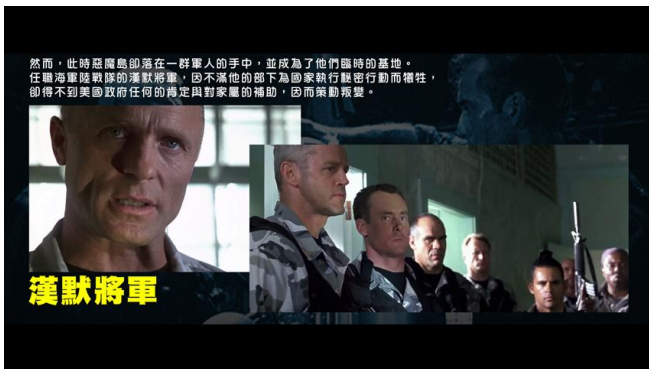 然而，此時惡魔島卻落在一群軍人的手中，並成為了他們臨時的基地。
任職海軍陸戰隊的漢默將軍，因不滿他的部下為國家執行秘密行動而犧牲，
卻得不到美國政府任何的肯定與對家屬的補助，因而策動叛變。
漢默將軍